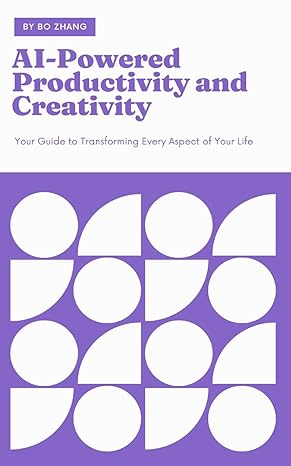 BY BO ZHANG
AI-Powered
Productivity and
Creativity
Your Guide to Transforming Every Aspect of Your Life